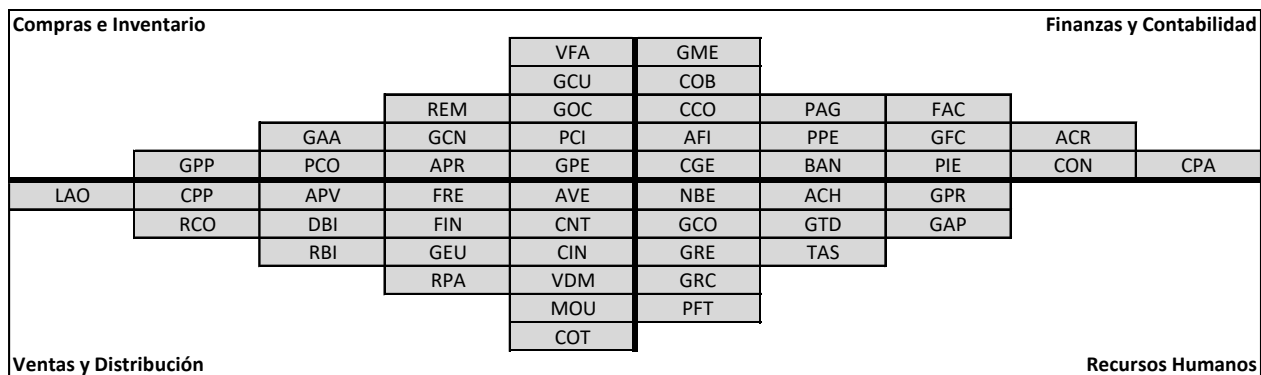 Compras e Inventario Finanzas y Contabilidad
VFA GME
GCU COB
REM GOC CCO PAG FAC
GAA GCN PCI AFI PPE GFC ACR
GPP PCO APR GPE CGE BAN PIE CON CPA
LAO CPP APV FRE AVE NBE ACH GPR
RCO DBI FIN CNT GCO GTD GAP
RBI GEU CIN GRE TAS
RPA VDM GRC
MOU PFT
COT
Ventas y Distribución Recursos Humanos